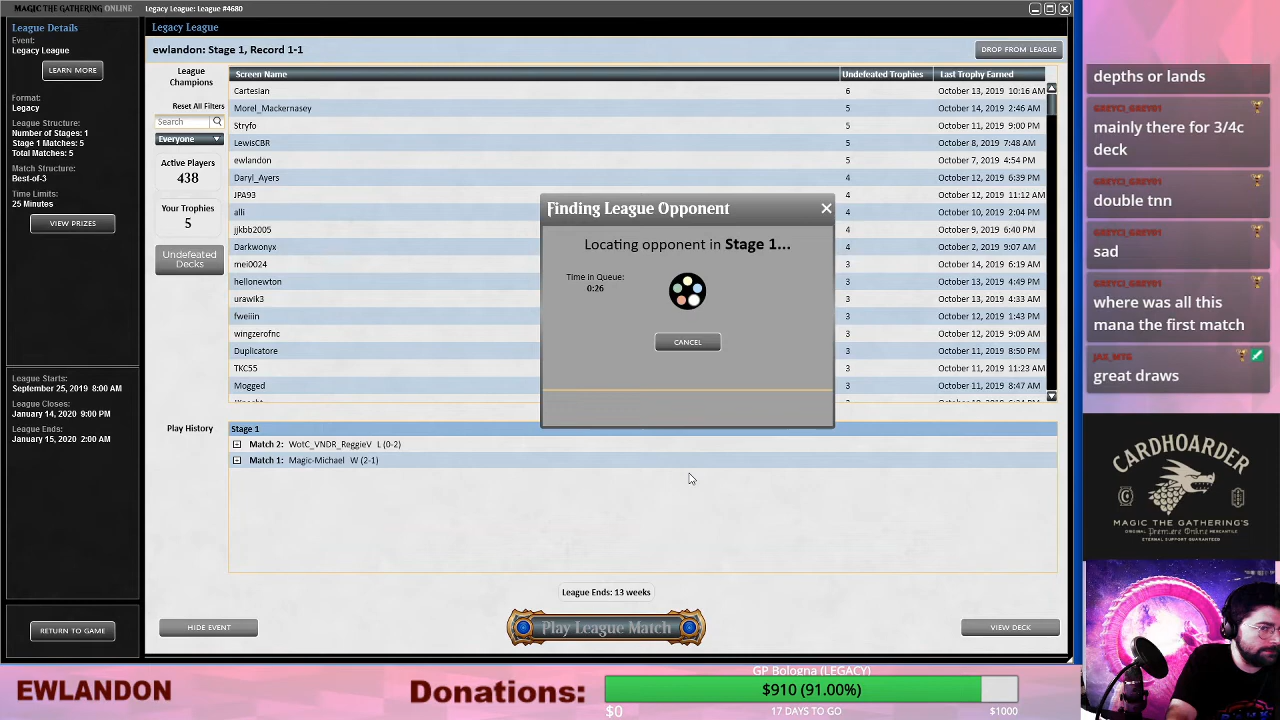 MAGIC THE GATHERING ONLINE
Legacy League: League #4680
League Details
Event:
Legacy League
LEARN MORE
Format:
Legacy
League Structure:
Number of Stages: 1
Stage 1 Matches: 5
Total Matches: 5
Match Structure:
Best-of-3
Time Limits:
25 Minutes
VIEW PRIZES
League Starts:
September 25, 2019 8:00 AM
League Closes:
January 14, 2020 9:00 PM
League Ends:
January 15, 2020 2:00 AM
RETURN TO GAME
Legacy League
ewlandon: Stage 1, Record 1-1
DROP FROM LEAGUE
League
Champions
Reset All Filters
Search
Everyone
Active Players
438
Your Trophies
5
Undefeated
Decks
Screen Name Undefeated Trophies Last Trophy Earned
Cartesian 6 October 13, 2019 10:16 AM
Morel_Mackernasey 5 October 14, 2019 2:46 AM
Stryfo 5 October 11, 2019 9:00 PM
LewisCBR 5 October 8, 2019 7:48 AM
ewlandon 5 October 7, 2019 4:54 PM
Daryl_Ayers 4 October 12, 2019 6:39 PM
JPA93 4 October 12, 2019 11:12 AM
alli 4 October 10, 2019 2:04 PM
jjkbb2005 4 October 9, 2019 6:40 PM
Darkwonyx 4 October 2, 2019 9:07 AM
mei0024 3 October 14, 2019 6:19 AM
hellonewton 3 October 13, 2019 4:49 PM
urawik3 3 October 13, 2019 4:33 AM
fweiiin 3 October 12, 2019 1:43 PM
wingzerofnc 3 October 12, 2019 9:09 AM
Duplicatore 3 October 11, 2019 8:50 PM
TKC55 3 October 11, 2019 11:23 AM
Mogged 3 October 11, 2019 8:47 AM
Finding League Opponent
Locating opponent in Stage 1...
Time in Queue:
0:26
CANCEL
Play History
Stage 1
Match 2: WotC_VNDR_ReggieV L (0-2)
Match 1: Magic-Michael W (2-1)
League Ends: 13 weeks
HIDE EVENT
Play League Match
VIEW DECK
depths or lands
GREYCI_GREY01
mainly there for 3/4c
deck
GREYCI_GREY01
double tnn
GREYCI_GREY01
sad
GREYCI_GREY01
where was all this
mana the first match
JAX_MTG
great draws
CARDHOARDER
MAGIC THE GATHERING'S
ORIGINAL Premiere Online MERCANTILE
ETERNAL SUPPORT GUARANTEED
EWLANDON
Donations:
GP Bologna (LEGACY)
$910 (91.00%)
$0
17 DAYS TO GO
$1000